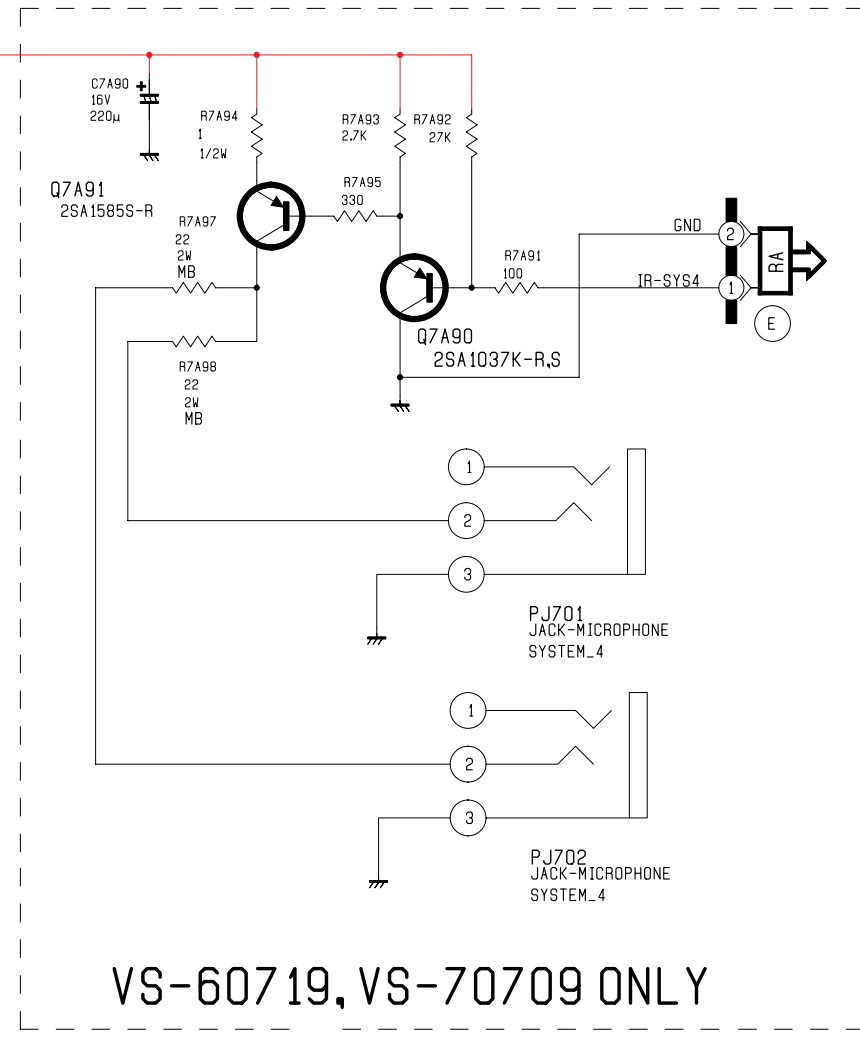 C7A90
16V
220µ
+
R7A94
1
1/2W
R7A93
2.7K
R7A92
27K
Q7A91
2SA1585S-R
R7A95
330
R7A97
22
2W
MB
R7A91
100
GND
2
IR-SYS4
1
RA
E
Q7A90
2SA1037K-R,S
R7A98
22
2W
MB
1
2
3
PJ701
JACK-MICROPHONE
SYSTEM_4
1
2
3
PJ702
JACK-MICROPHONE
SYSTEM_4
VS-60719, VS-70709 ONLY